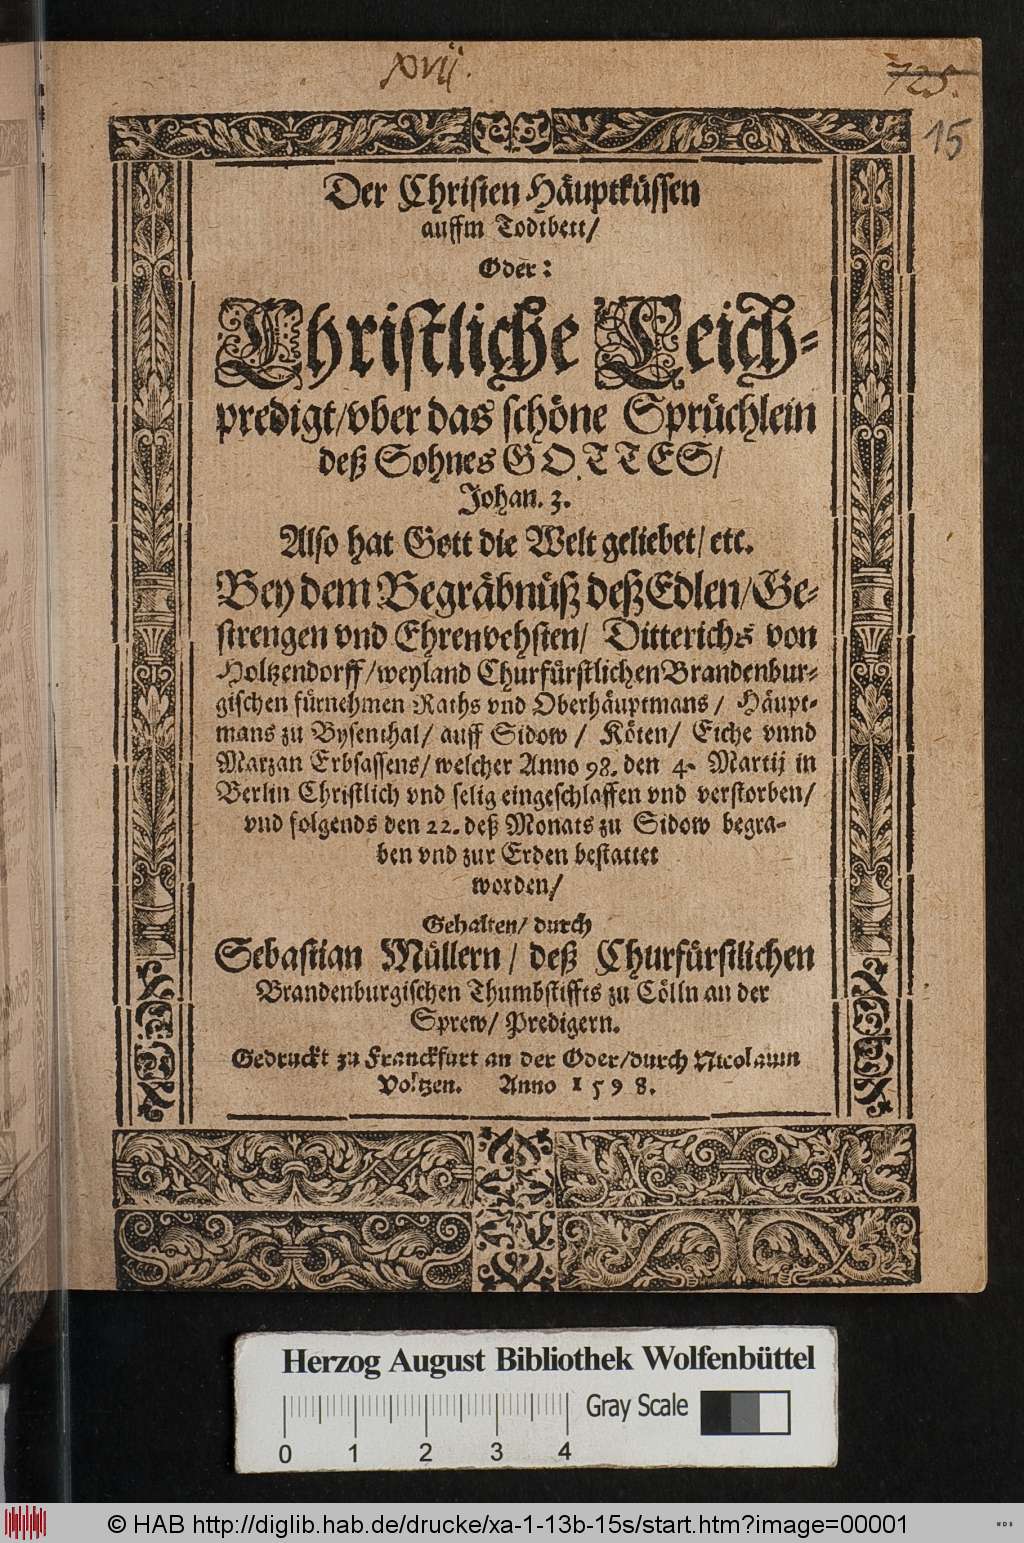 xvij.
725.
15
Der Christen Häuptküssen
auffm Todtbett/
Oder:
Christliche Leich-
predigt/vber das schöne Sprüchlein
deß Sohnes GOTTES/
Johan. 3.
Also hat Gott die Welt geliebet/ etc.
Bey dem Begräbnüß deß Edlen/Ge-
strengen vnd Ehrenvehsten/ Ditterichs von
Holtzendorff/weyland Churfürstlichen Brandenbur-
gischen fürnehmen Raths vnd Oberhäuptmans/ Häupt-
mans zu Bysenthal/ auff Sidow/ Köten/ Eiche vnnd
Marzan Erbsassens/welcher Anno 98. den 4. Martij in
Berlin Christlich vnd selig eingeschlaffen vnd verstorben/
vnd folgends den 22. deß Monats zu Sidow begra-
ben vnd zur Erden bestattet
worden/
Gehalten/ durch
Sebastian Müllern/ deß Churfürstlichen
Brandenburgischen Thumbstiffts zu Cölln an der
Sprew/ Predigern.
Gedruckt zu Franckfurt an der Oder/durch Nicolaum
Voltzen. Anno 1598.
Herzog August Bibliothek Wolfenbüttel
Gray Scale
0 1 2 3 4
© HAB http://diglib.hab.de/drucke/xa-1-13b-15s/start.htm?image=00001
WDB